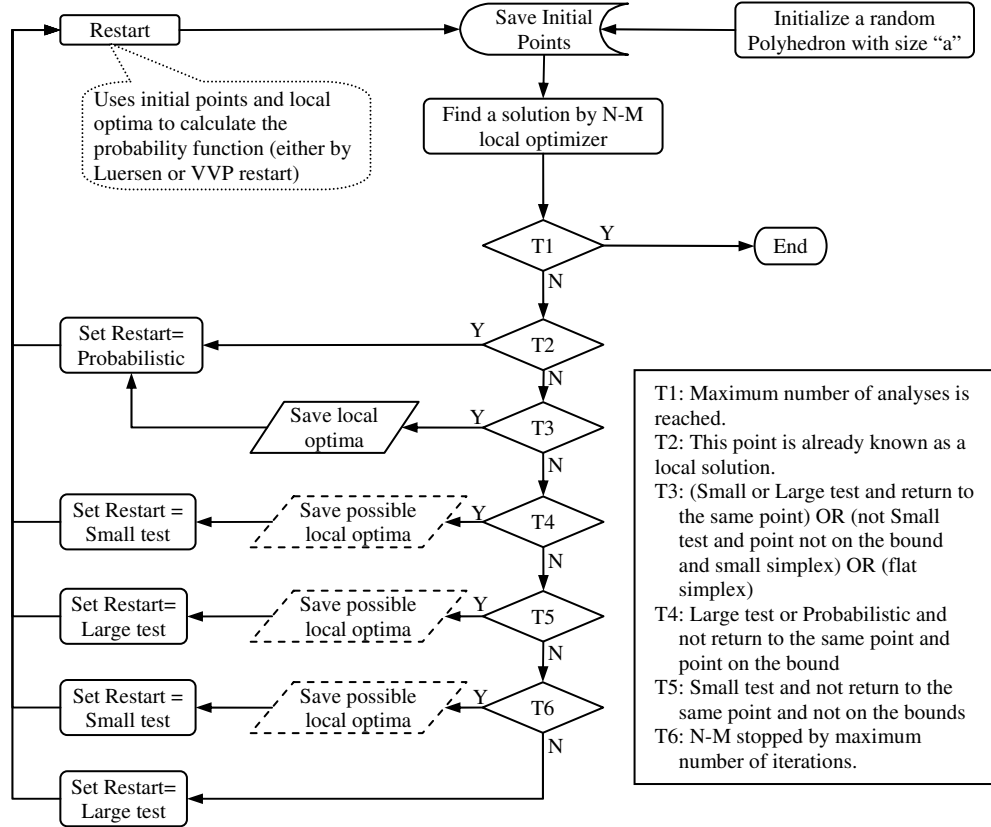 Restart
Save Initial
Points
Initialize a random
Polyhedron with size “a”
Uses initial points and local
optima to calculate the
probability function (either by
Luersen or VVP restart)
Find a solution by N-M
local optimizer
T1
Y
End
N
Set Restart=
Probabilistic
Y
T2
N
Save local
optima
Y
T3
N
Set Restart =
Small test
Save possible
local optima
Y
T4
N
Set Restart=
Large test
Save possible
local optima
Y
T5
N
Set Restart =
Small test
Save possible
local optima
Y
T6
N
Set Restart=
Large test
T1: Maximum number of analyses is
reached.
T2: This point is already known as a
local solution.
T3: (Small or Large test and return to
the same point) OR (not Small
test and point not on the bound
and small simplex) OR (flat
simplex)
T4: Large test or Probabilistic and
not return to the same point and
point on the bound
T5: Small test and not return to the
same point and not on the bounds
T6: N-M stopped by maximum
number of iterations.